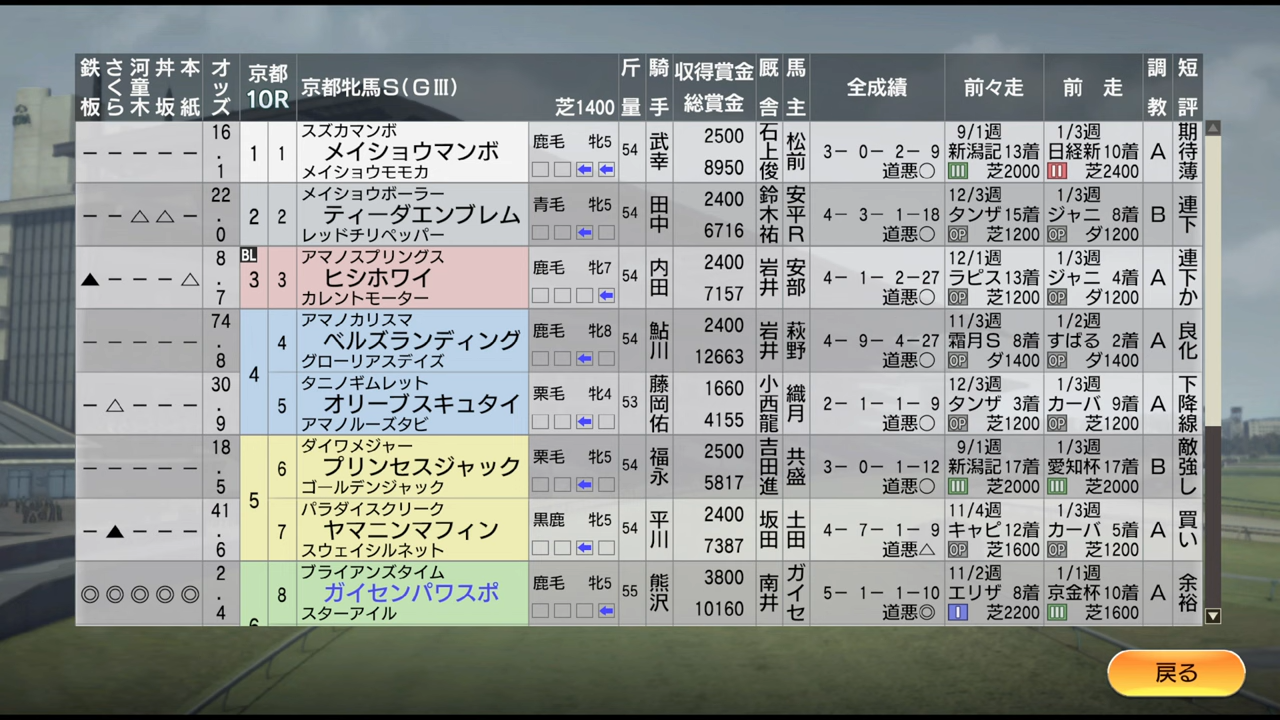 鉄板 さくら 河童木 井坂 本紙 オッズ 京都10R 京都牝馬S(GⅢ) 芝1400 斤量 騎手 収得賞金 総賞金 厩舎 馬主 全成績 前々走 前走 調教 短評
－－－－－ 16.1 1 1 スズカマンボ 鹿毛 牝5 54 武幸 2500 石上俊 松前 3－0－2－9 9/1週 1/3週 A 期待薄
メイショウマンボ 新潟記13着 日経新10着
メイショウモモカ 8950 道悪○ Ⅲ 芝2000 Ⅱ 芝2400
－－△△－ 22.0 2 2 メイショウボーラー 青毛 牝5 54 田中 2400 鈴木祐 安平R 4－3－1－18 12/3週 1/3週 B 連下
ティーダエンブレム タンザ15着 ジャニ 8着
レッドチリペッパー 6716 道悪○ OP 芝1200 OP ダ1200
▲－－－△ 8.7 BL 3 3 アマノスプリングス 鹿毛 牝7 54 内田 2400 岩井 安部 4－1－2－27 12/1週 1/3週 A 連下か
ヒシホワイ ラピス13着 ジャニ 4着
カレントモーター 7157 道悪○ OP 芝1200 OP ダ1200
－－－－－ 74.8 4 4 アマノカリスマ 鹿毛 牝8 54 鮎川 2400 岩井 萩野 4－9－4－27 11/3週 1/2週 A 良化
ベルズランディング 霜月S 8着 すばる 2着
グローリアスデイズ 12663 道悪○ OP ダ1400 OP ダ1400
－△－－－ 30.9 5 タニノギムレット 栗毛 牝4 53 藤岡佑 1660 小西龍 織月 2－1－1－9 12/3週 1/3週 A 下降線
オリーブスキュタイ タンザ 3着 カーバ 9着
アマノルーズタビ 4155 道悪○ OP 芝1200 OP 芝1200
－－－－－ 18.5 5 6 ダイワメジャー 栗毛 牝5 54 福永 2500 吉田進 共盛 3－0－1－12 9/1週 1/3週 B 敵強し
プリンセスジャック 新潟記17着 愛知杯17着
ゴールデンジャック 5817 道悪○ Ⅲ 芝2000 Ⅲ 芝2000
－▲－－－ 41.6 7 パラダイスクリーク 黒鹿 牝5 54 平川 2400 坂田 土田 4－7－1－9 11/4週 1/3週 A 買い
ヤマニンマフィン キャピ12着 カーバ 5着
スウェイシルネット 7387 道悪△ OP 芝1600 OP 芝1200
◎◎◎◎◎ 2.4 6 8 ブライアンズタイム 鹿毛 牝5 55 熊沢 3800 南井 ガイセ 5－1－1－10 11/2週 1/1週 A 余裕
ガイセンパワスポ エリザ 8着 京金杯10着
スターアイル 10160 道悪◎ Ⅰ 芝2200 Ⅲ 芝1600
戻る